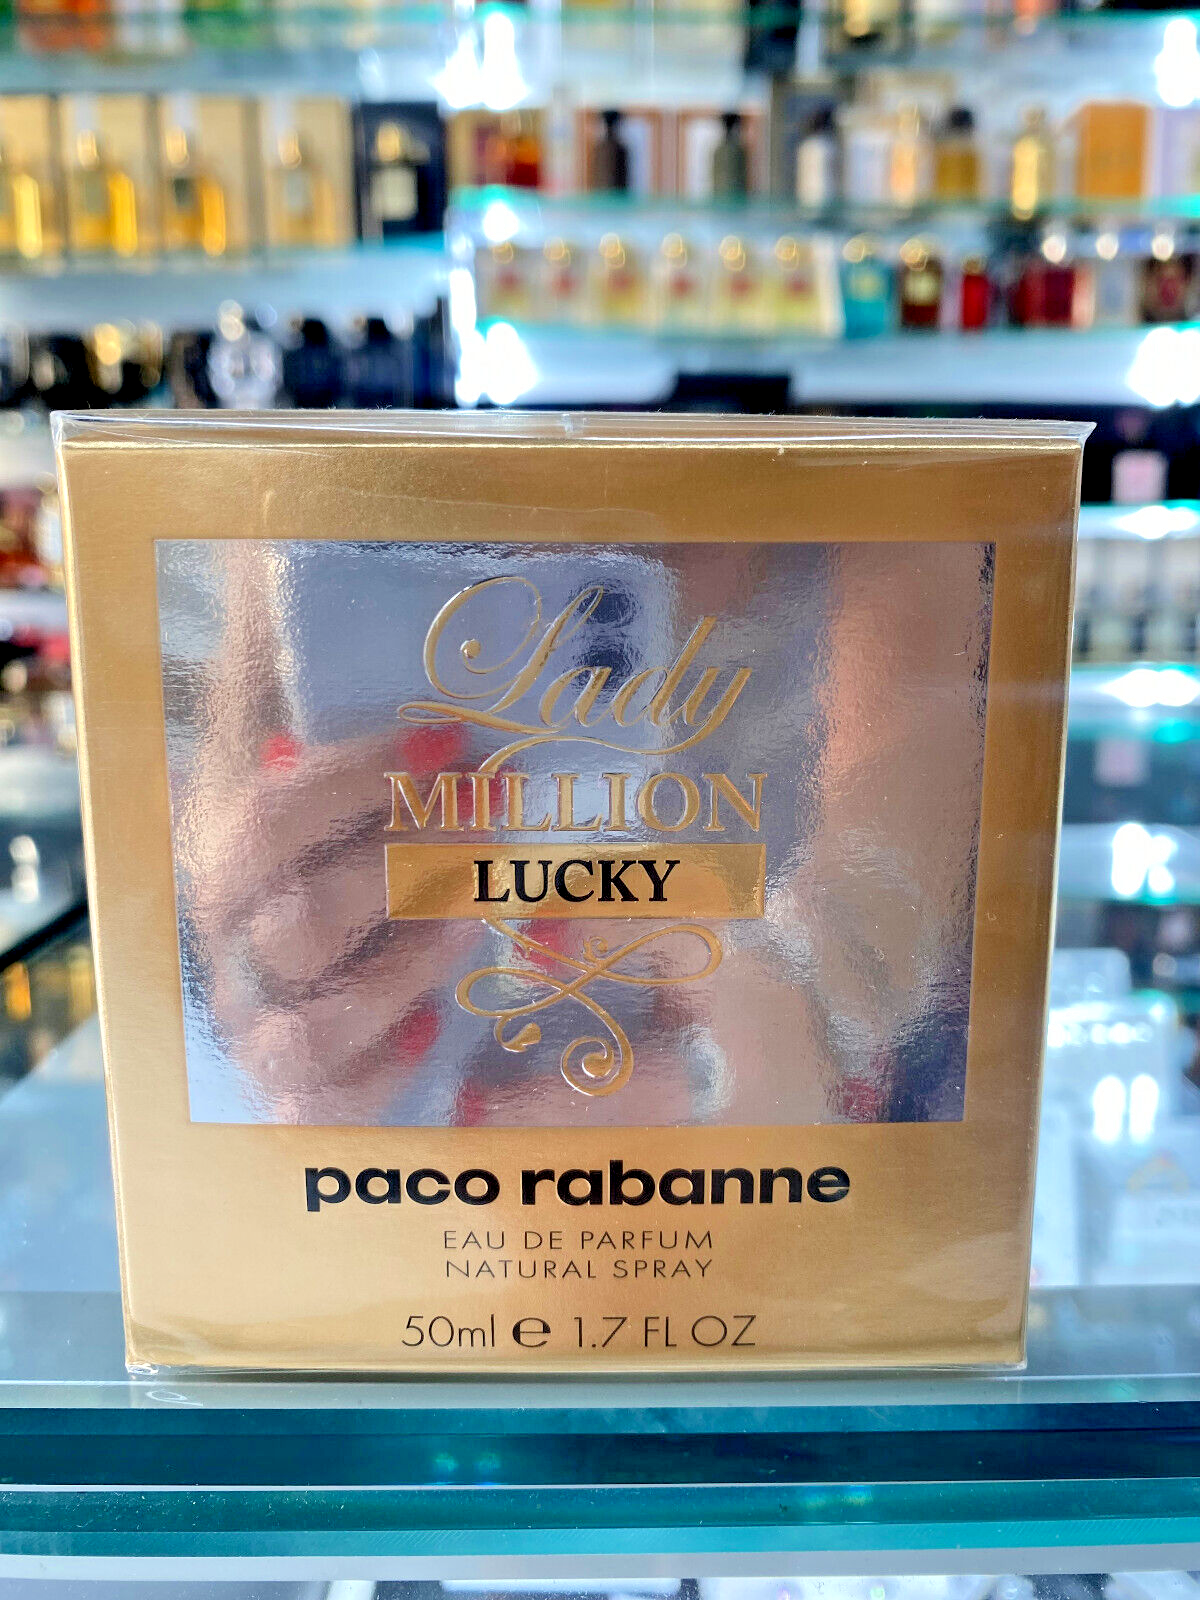 Lady
MILLION
LUCKY
paco rabanne
EAU DE PARFUM
NATURAL SPRAY
50ml ℮ 1.7 FL OZ